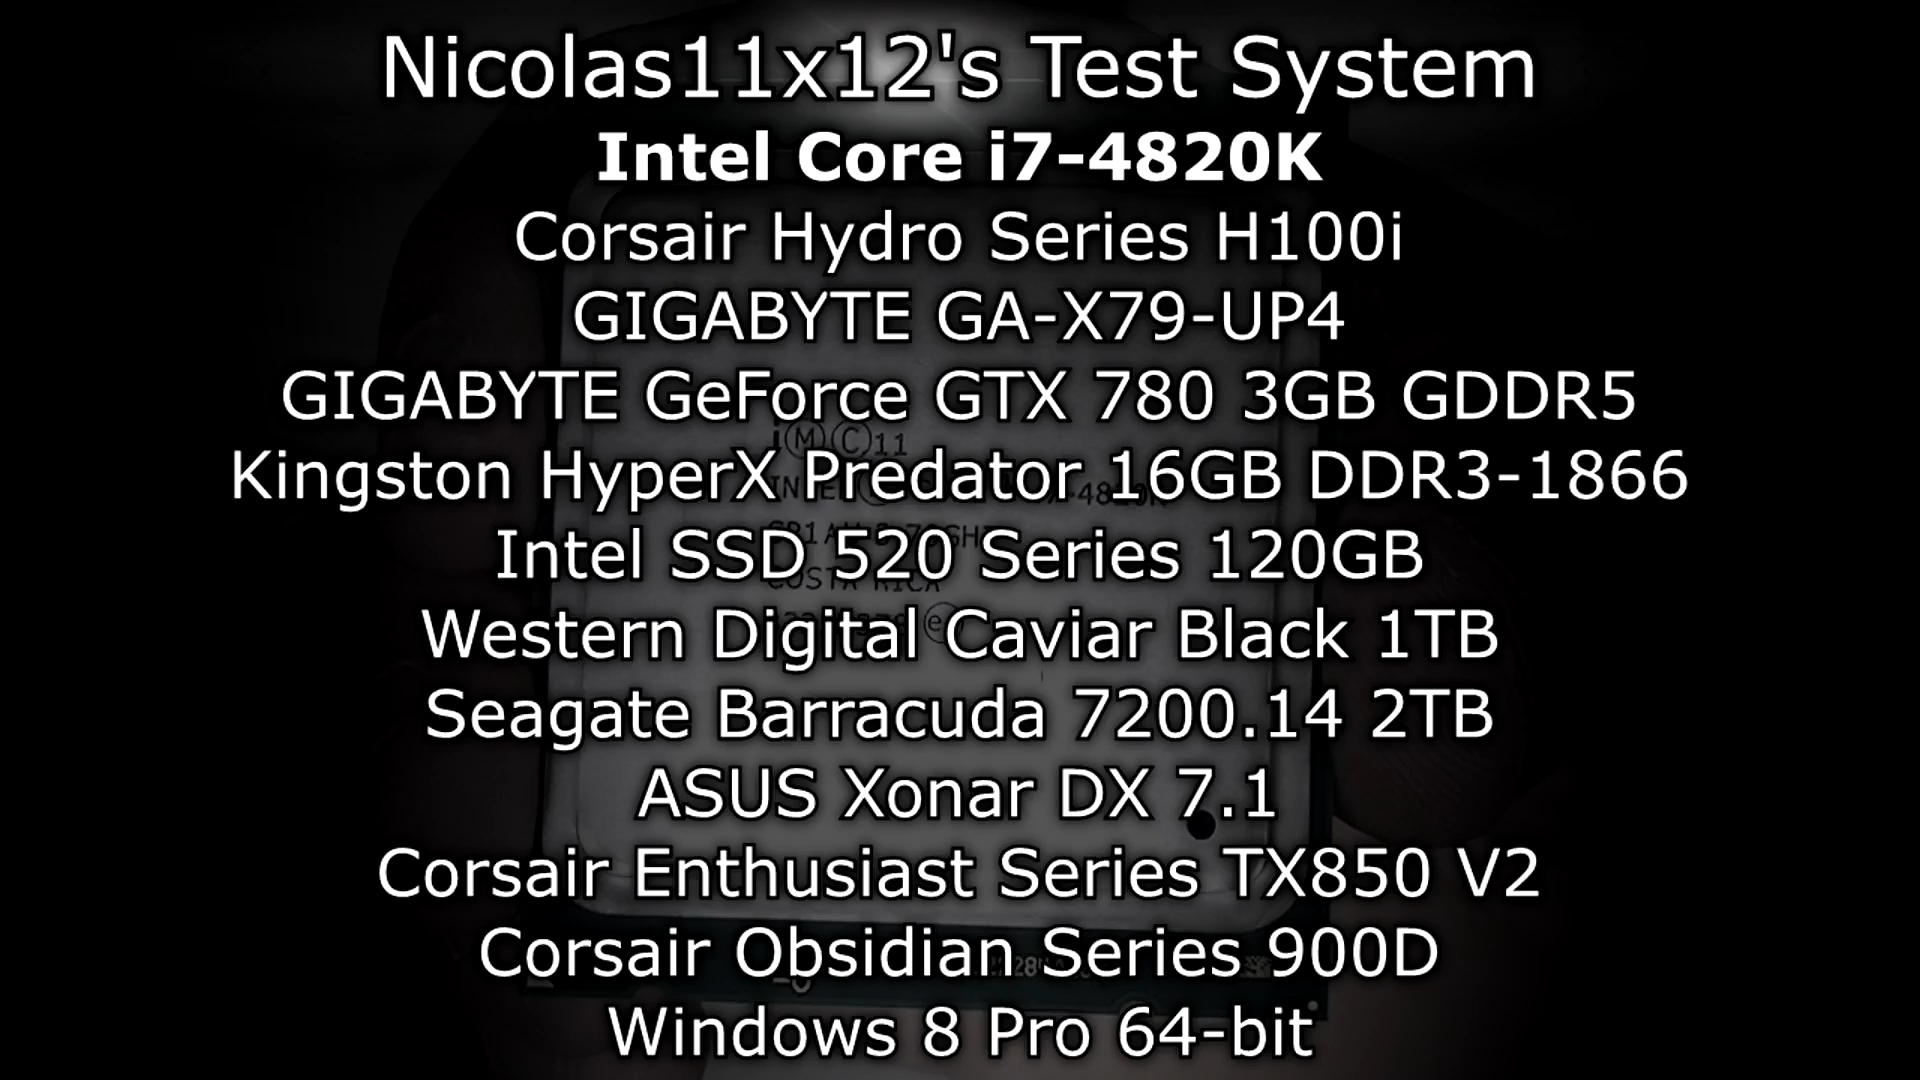 Nicolas11x12's Test System
Intel Core i7-4820K
Corsair Hydro Series H100i
GIGABYTE GA-X79-UP4
GIGABYTE GeForce GTX 780 3GB GDDR5
i Ⓜ Ⓒ 11
Kingston HyperX Predator 16GB DDR3-1866
Intel SSD 520 Series 120GB
COSTA RICA
Western Digital Caviar Black 1TB
Seagate Barracuda 7200.14 2TB
ASUS Xonar DX 7.1
Corsair Enthusiast Series TX850 V2
Corsair Obsidian Series 900D
Windows 8 Pro 64-bit